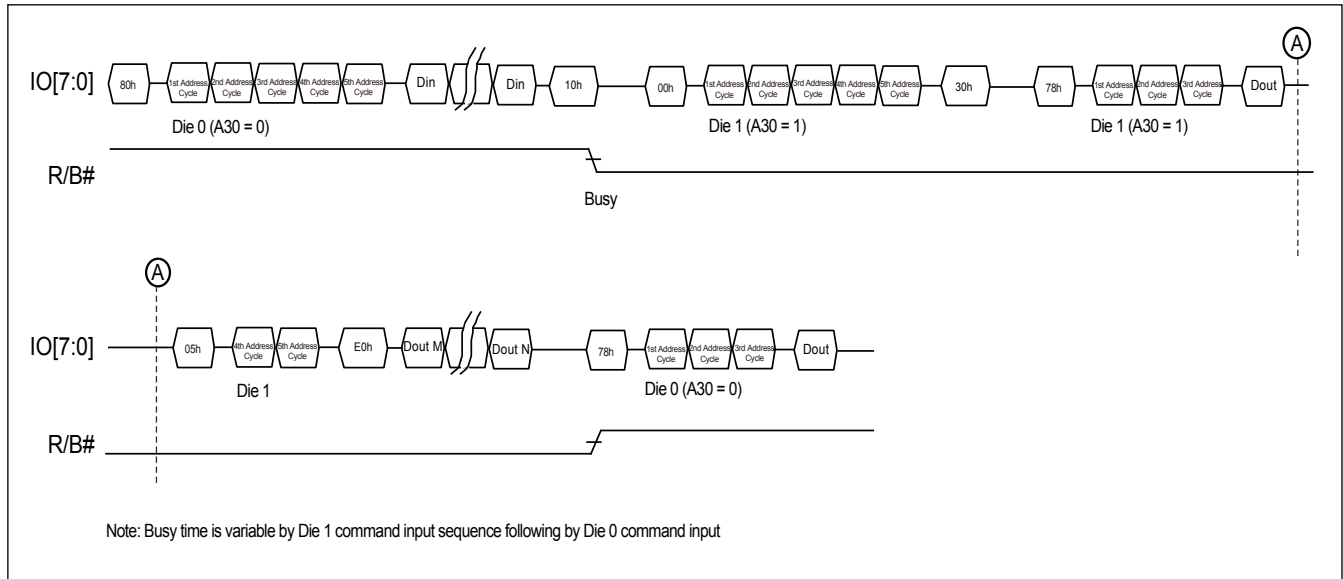 A
IO[7:0] 80h 1st Address Cycle 2nd Address Cycle 3rd Address Cycle 4th Address Cycle 5th Address Cycle Din Din 10h 00h 1st Address Cycle 2nd Address Cycle 3rd Address Cycle 4th Address Cycle 5th Address Cycle 30h 78h 1st Address Cycle 2nd Address Cycle 3rd Address Cycle Dout
Die 0 (A30 = 0) Die 1 (A30 = 1) Die 1 (A30 = 1)
R/B#
Busy
A
IO[7:0] 05h 4th Address Cycle 5th Address Cycle E0h Dout M Dout N 78h 1st Address Cycle 2nd Address Cycle 3rd Address Cycle Dout
Die 1 Die 0 (A30 = 0)
R/B#
Note: Busy time is variable by Die 1 command input sequence following by Die 0 command input